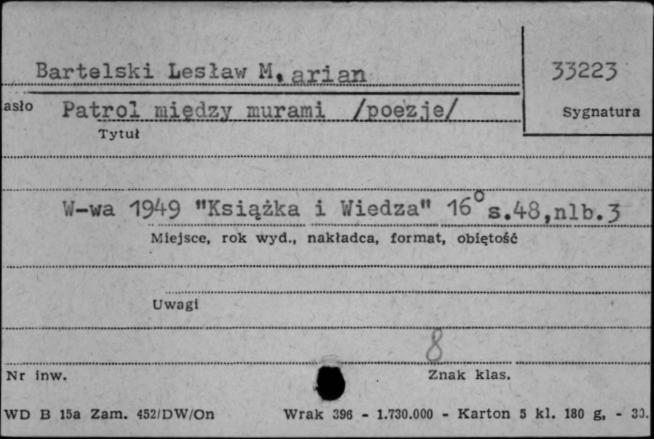 Bartelski Lesław M.arian
33223
asło
Patrol między murami /poezje/
Sygnatura
Tytuł
W-wa 1949 "Książka i Wiedza" 16° s.48,nlb.3
Miejsce, rok wyd., nakładca, format, objętość
Uwagi
8
Nr inw.
Znak klas.
WD B 15a Zam. 452/DW/On Wrak 396 - 1.730.000 - Karton 5 kl. 180 g, - 30.